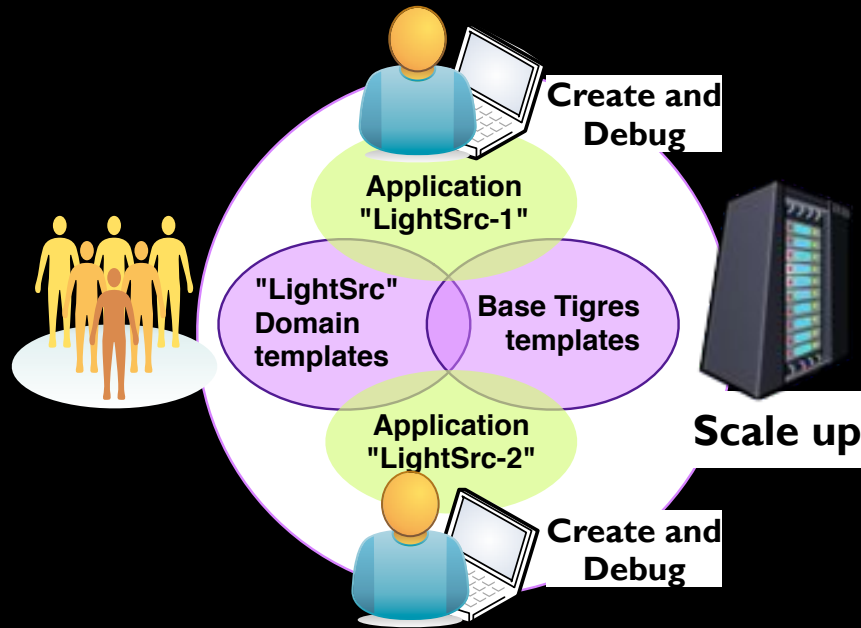 Create and
Debug
Application
"LightSrc-1"
"LightSrc"
Domain
templates
Base Tigres
templates
Scale up
Application
"LightSrc-2"
Create and
Debug